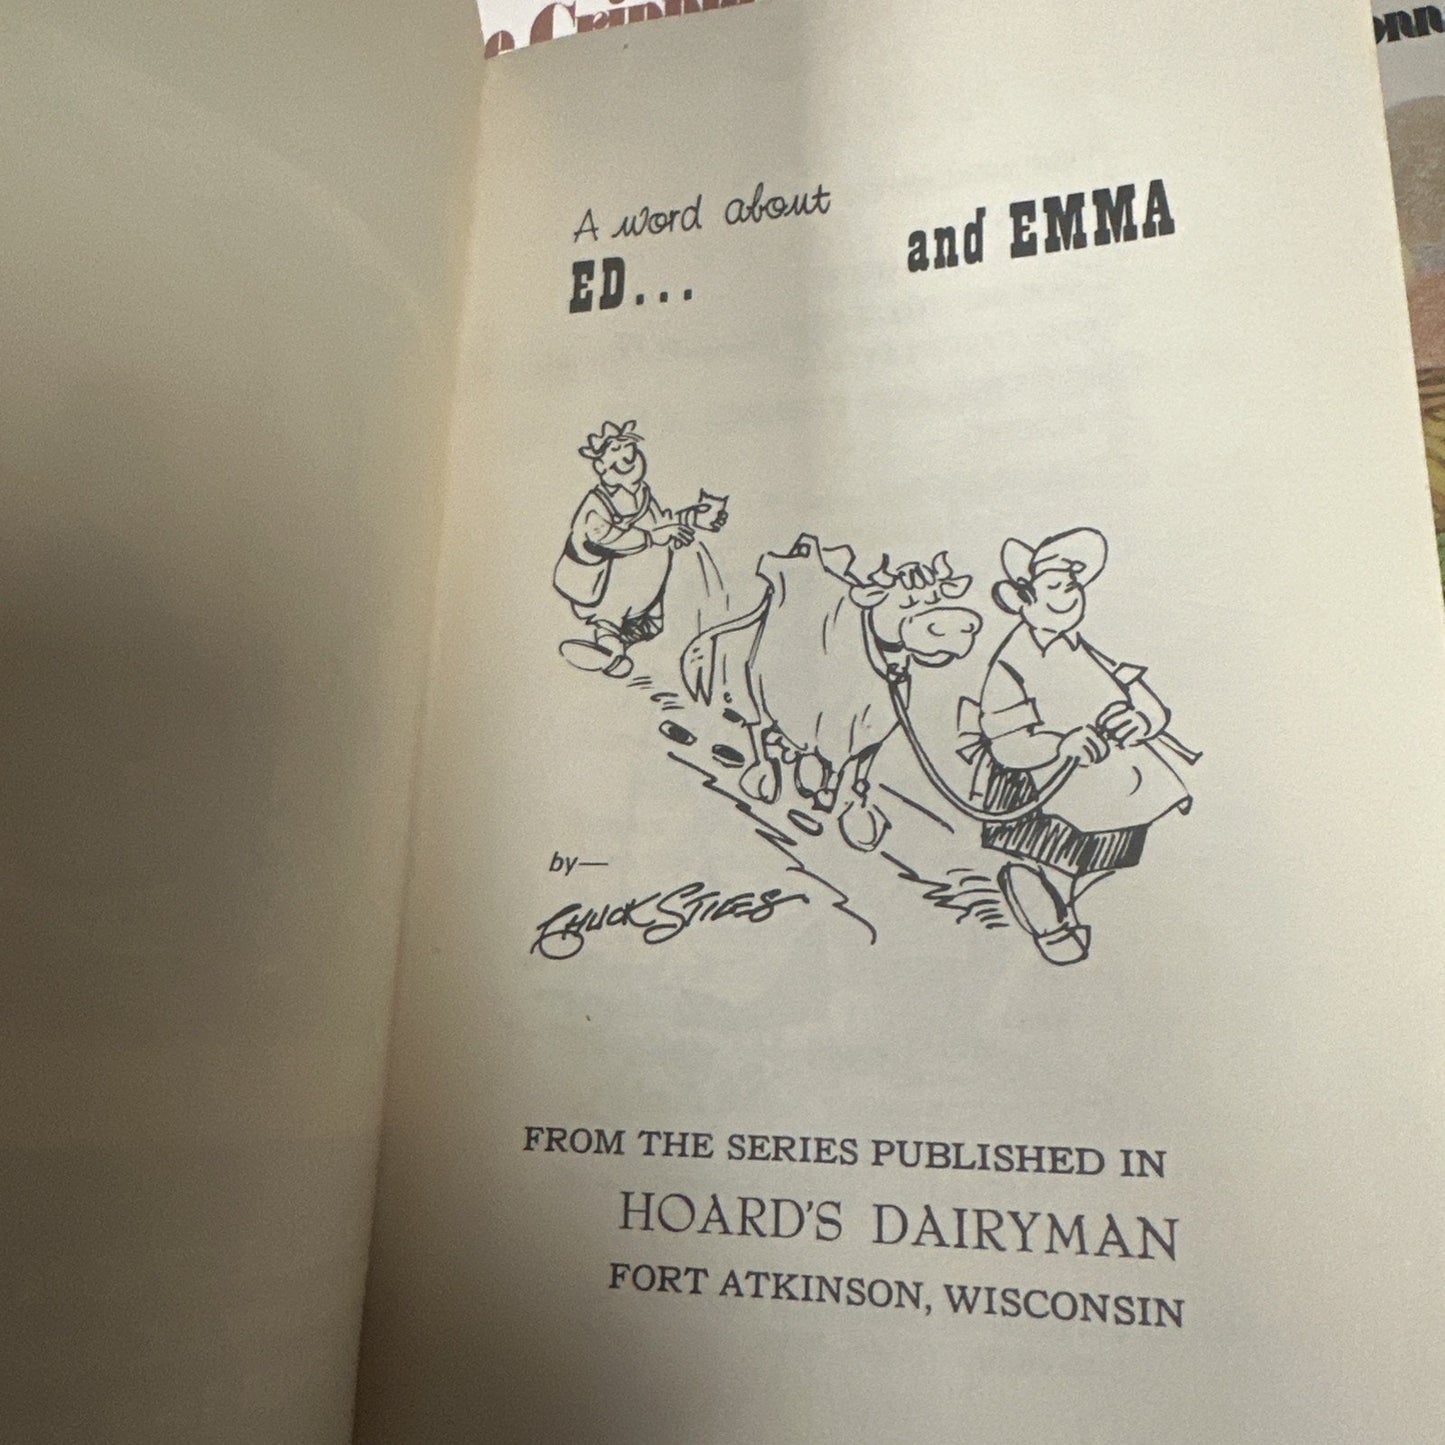 A word about
ED...
and EMMA
by—
CHUCK STILES
FROM THE SERIES PUBLISHED IN
HOARD'S DAIRYMAN
FORT ATKINSON, WISCONSIN